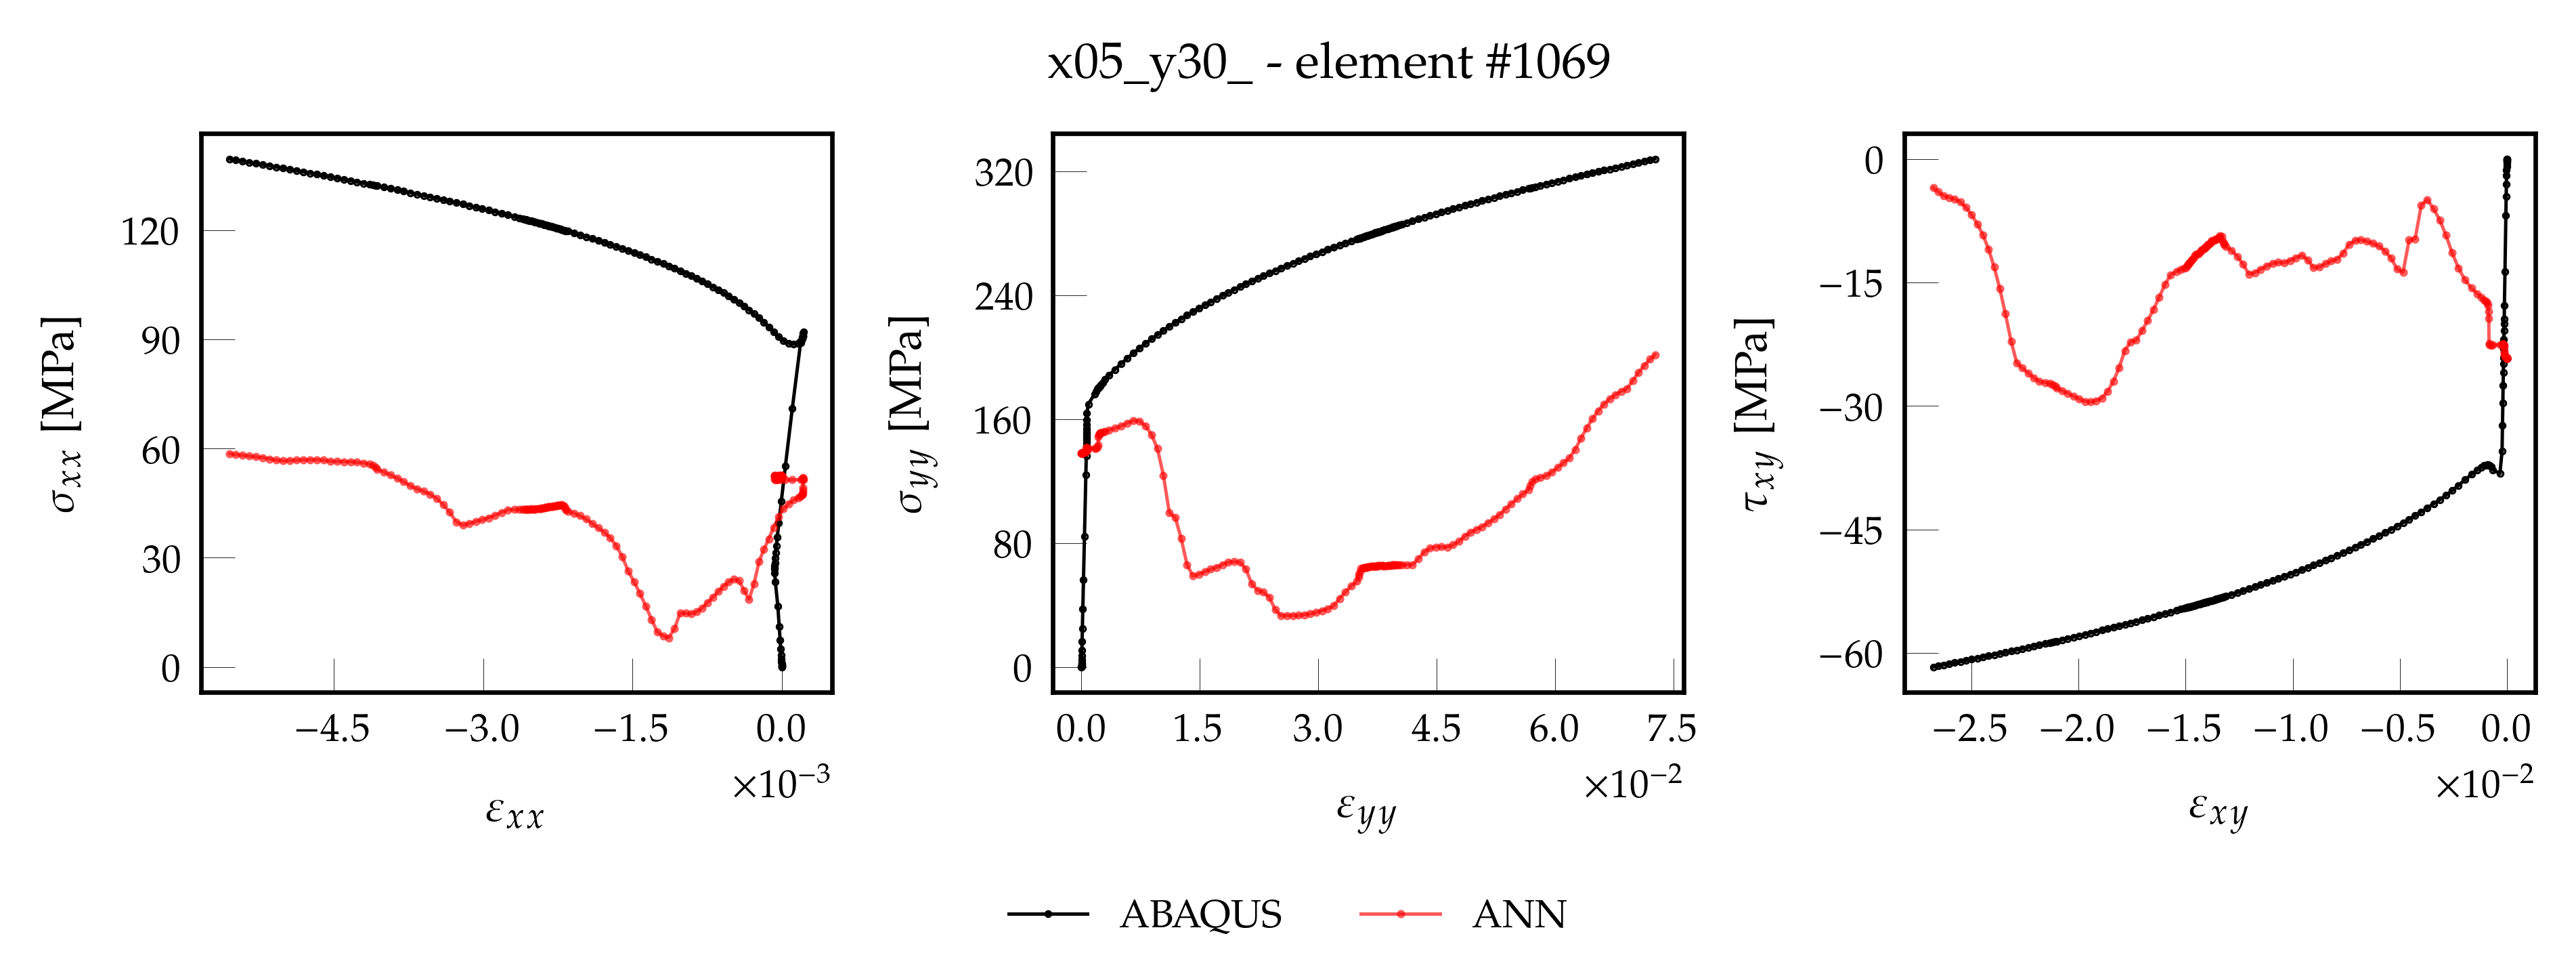 x05_y30_ - element #1069
σxx [MPa]
120
90
60
30
0
−4.5 −3.0 −1.5 0.0
×10−3
εxx
σyy [MPa]
320
240
160
80
0
0.0 1.5 3.0 4.5 6.0 7.5
×10−2
εyy
τxy [MPa]
0
−15
−30
−45
−60
−2.5 −2.0 −1.5 −1.0 −0.5 0.0
×10−2
εxy
ABAQUS ANN